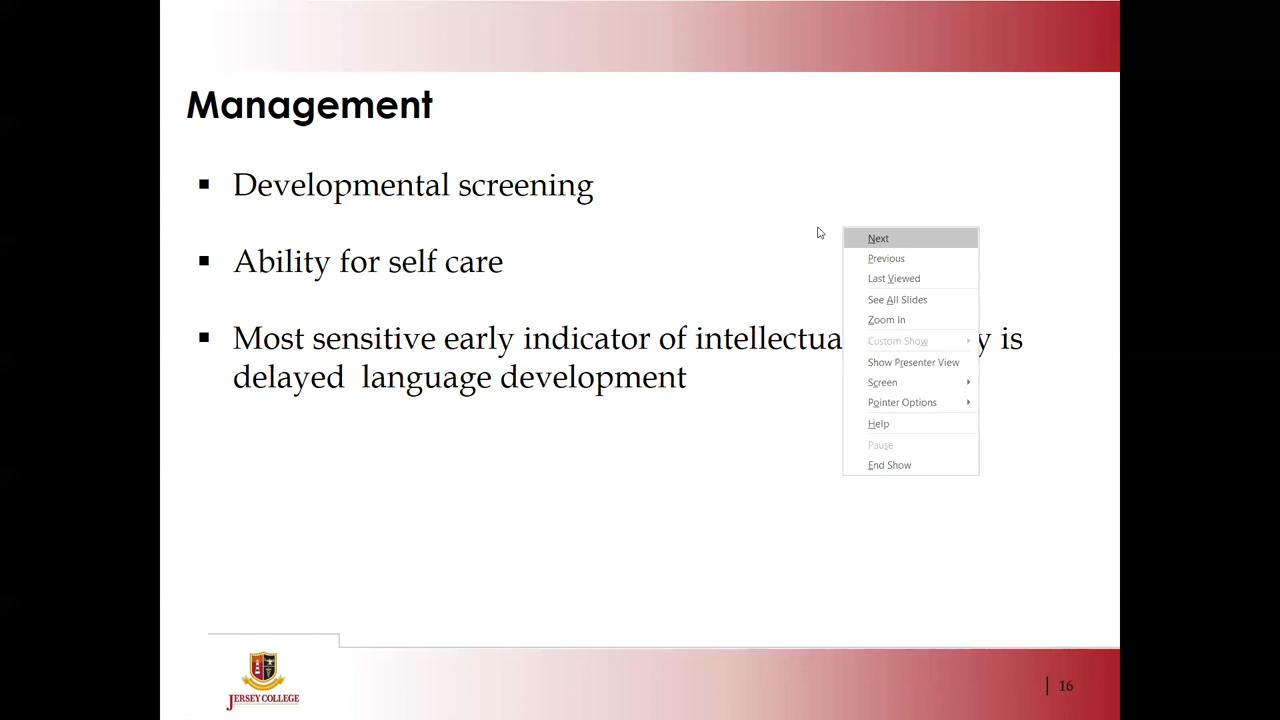 Management
▪ Developmental screening
▪ Ability for self care
▪ Most sensitive early indicator of intellectua y is
delayed language development
Next
Previous
Last Viewed
See All Slides
Zoom In
Custom Show
Show Presenter View
Screen
Pointer Options
Help
Pause
End Show
JERSEY COLLEGE
16